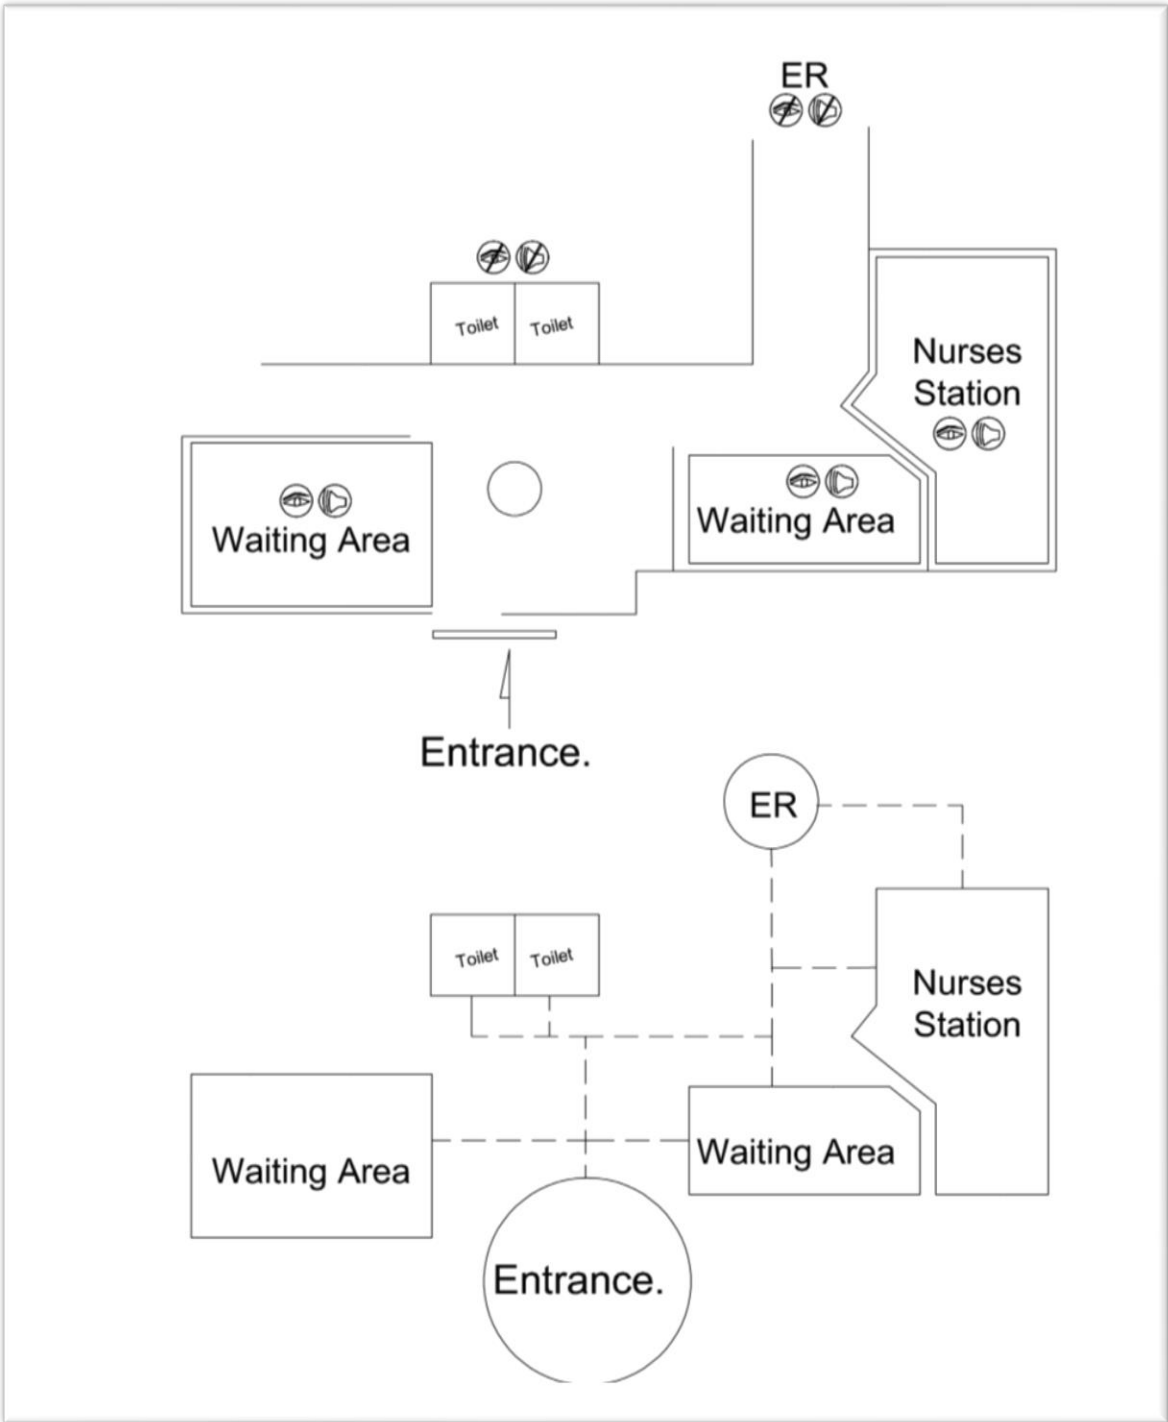 ER
Toilet Toilet
Nurses
Station
Waiting Area
Waiting Area
Entrance.
ER
Toilet Toilet
Nurses
Station
Waiting Area
Waiting Area
Entrance.